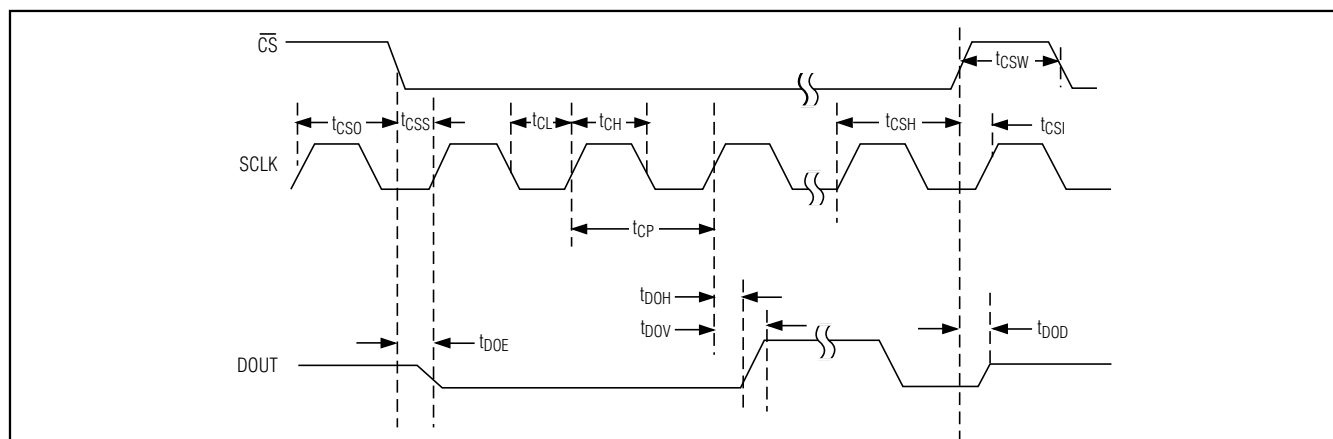 CS
tCSW
tCSO
tCSS
tCL
tCH
tCSH
tCSI
SCLK
tCP
tDOH
tDOV
tDOE
tDOD
DOUT